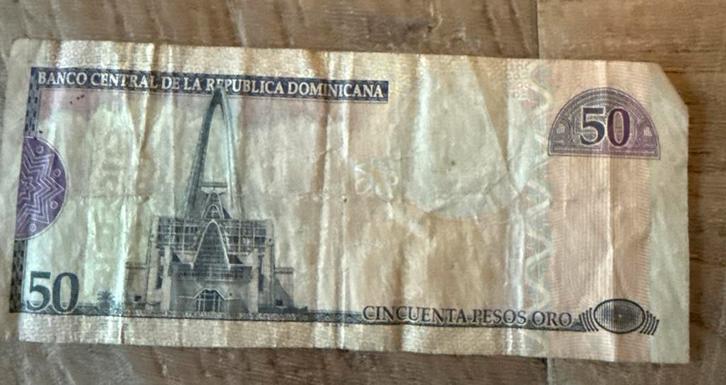 BANCO CENTRAL DE LA REPUBLICA DOMINICANA
50
50
CINCUENTA PESOS ORO